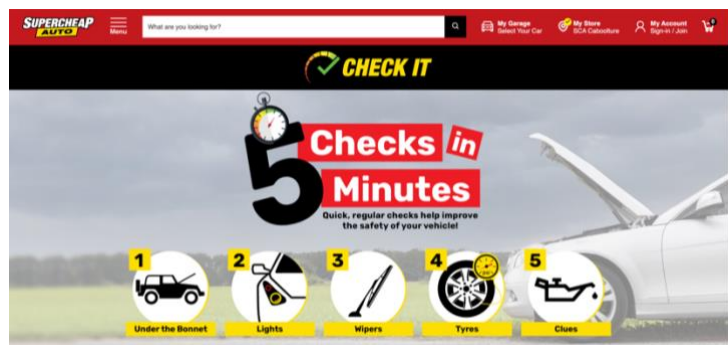 SUPERCHEAP
AUTO
Menu
What are you looking for?
My Garage
Select Your Car
My Store
SCA Caboolture
My Account
Sign-in / Join
0
CHECK IT
5 Checks in
Minutes
Quick, regular checks help improve
the safety of your vehicle!
1
2
3
4
5
Under the Bonnet
Lights
Wipers
Tyres
Clues